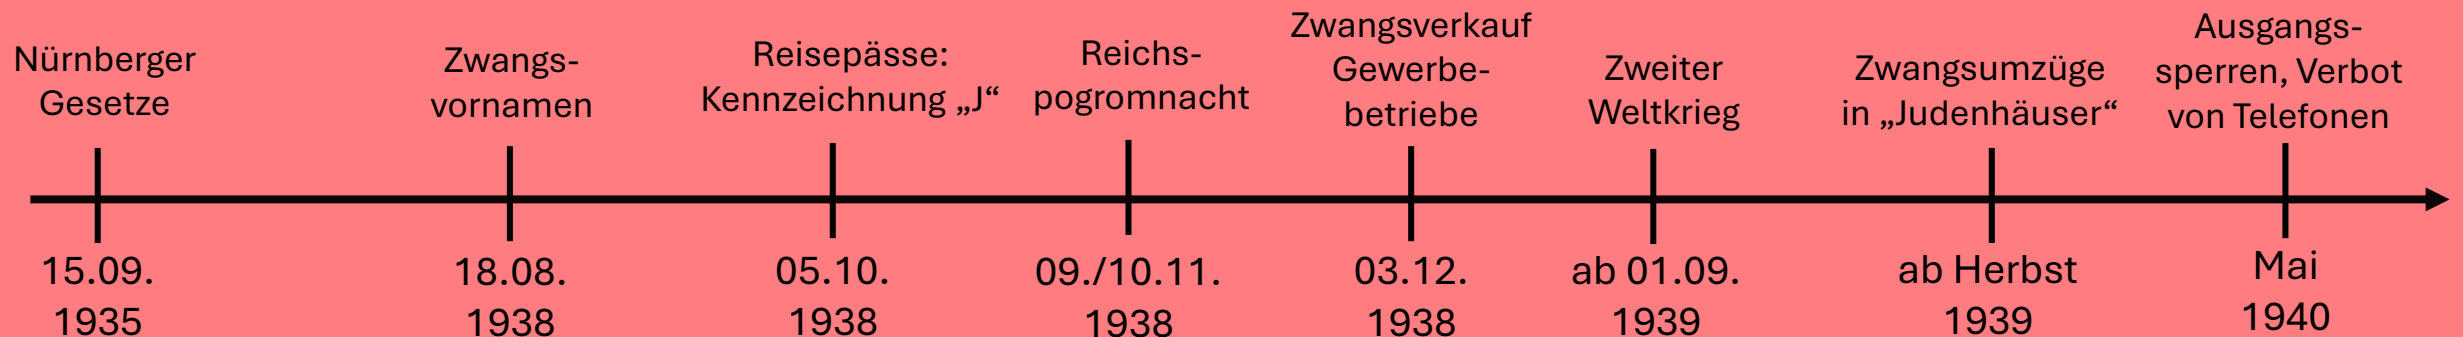 Nürnberger
Gesetze
15.09.
1935
Zwangs-
vornamen
18.08.
1938
Reisepässe:
Kennzeichnung „J“
05.10.
1938
Reichs-
pogromnacht
09./10.11.
1938
Zwangsverkauf
Gewerbe-
betriebe
03.12.
1938
Zweiter
Weltkrieg
ab 01.09.
1939
Zwangsumzüge
in „Judenhäuser“
ab Herbst
1939
Ausgangs-
sperren, Verbot
von Telefonen
Mai
1940